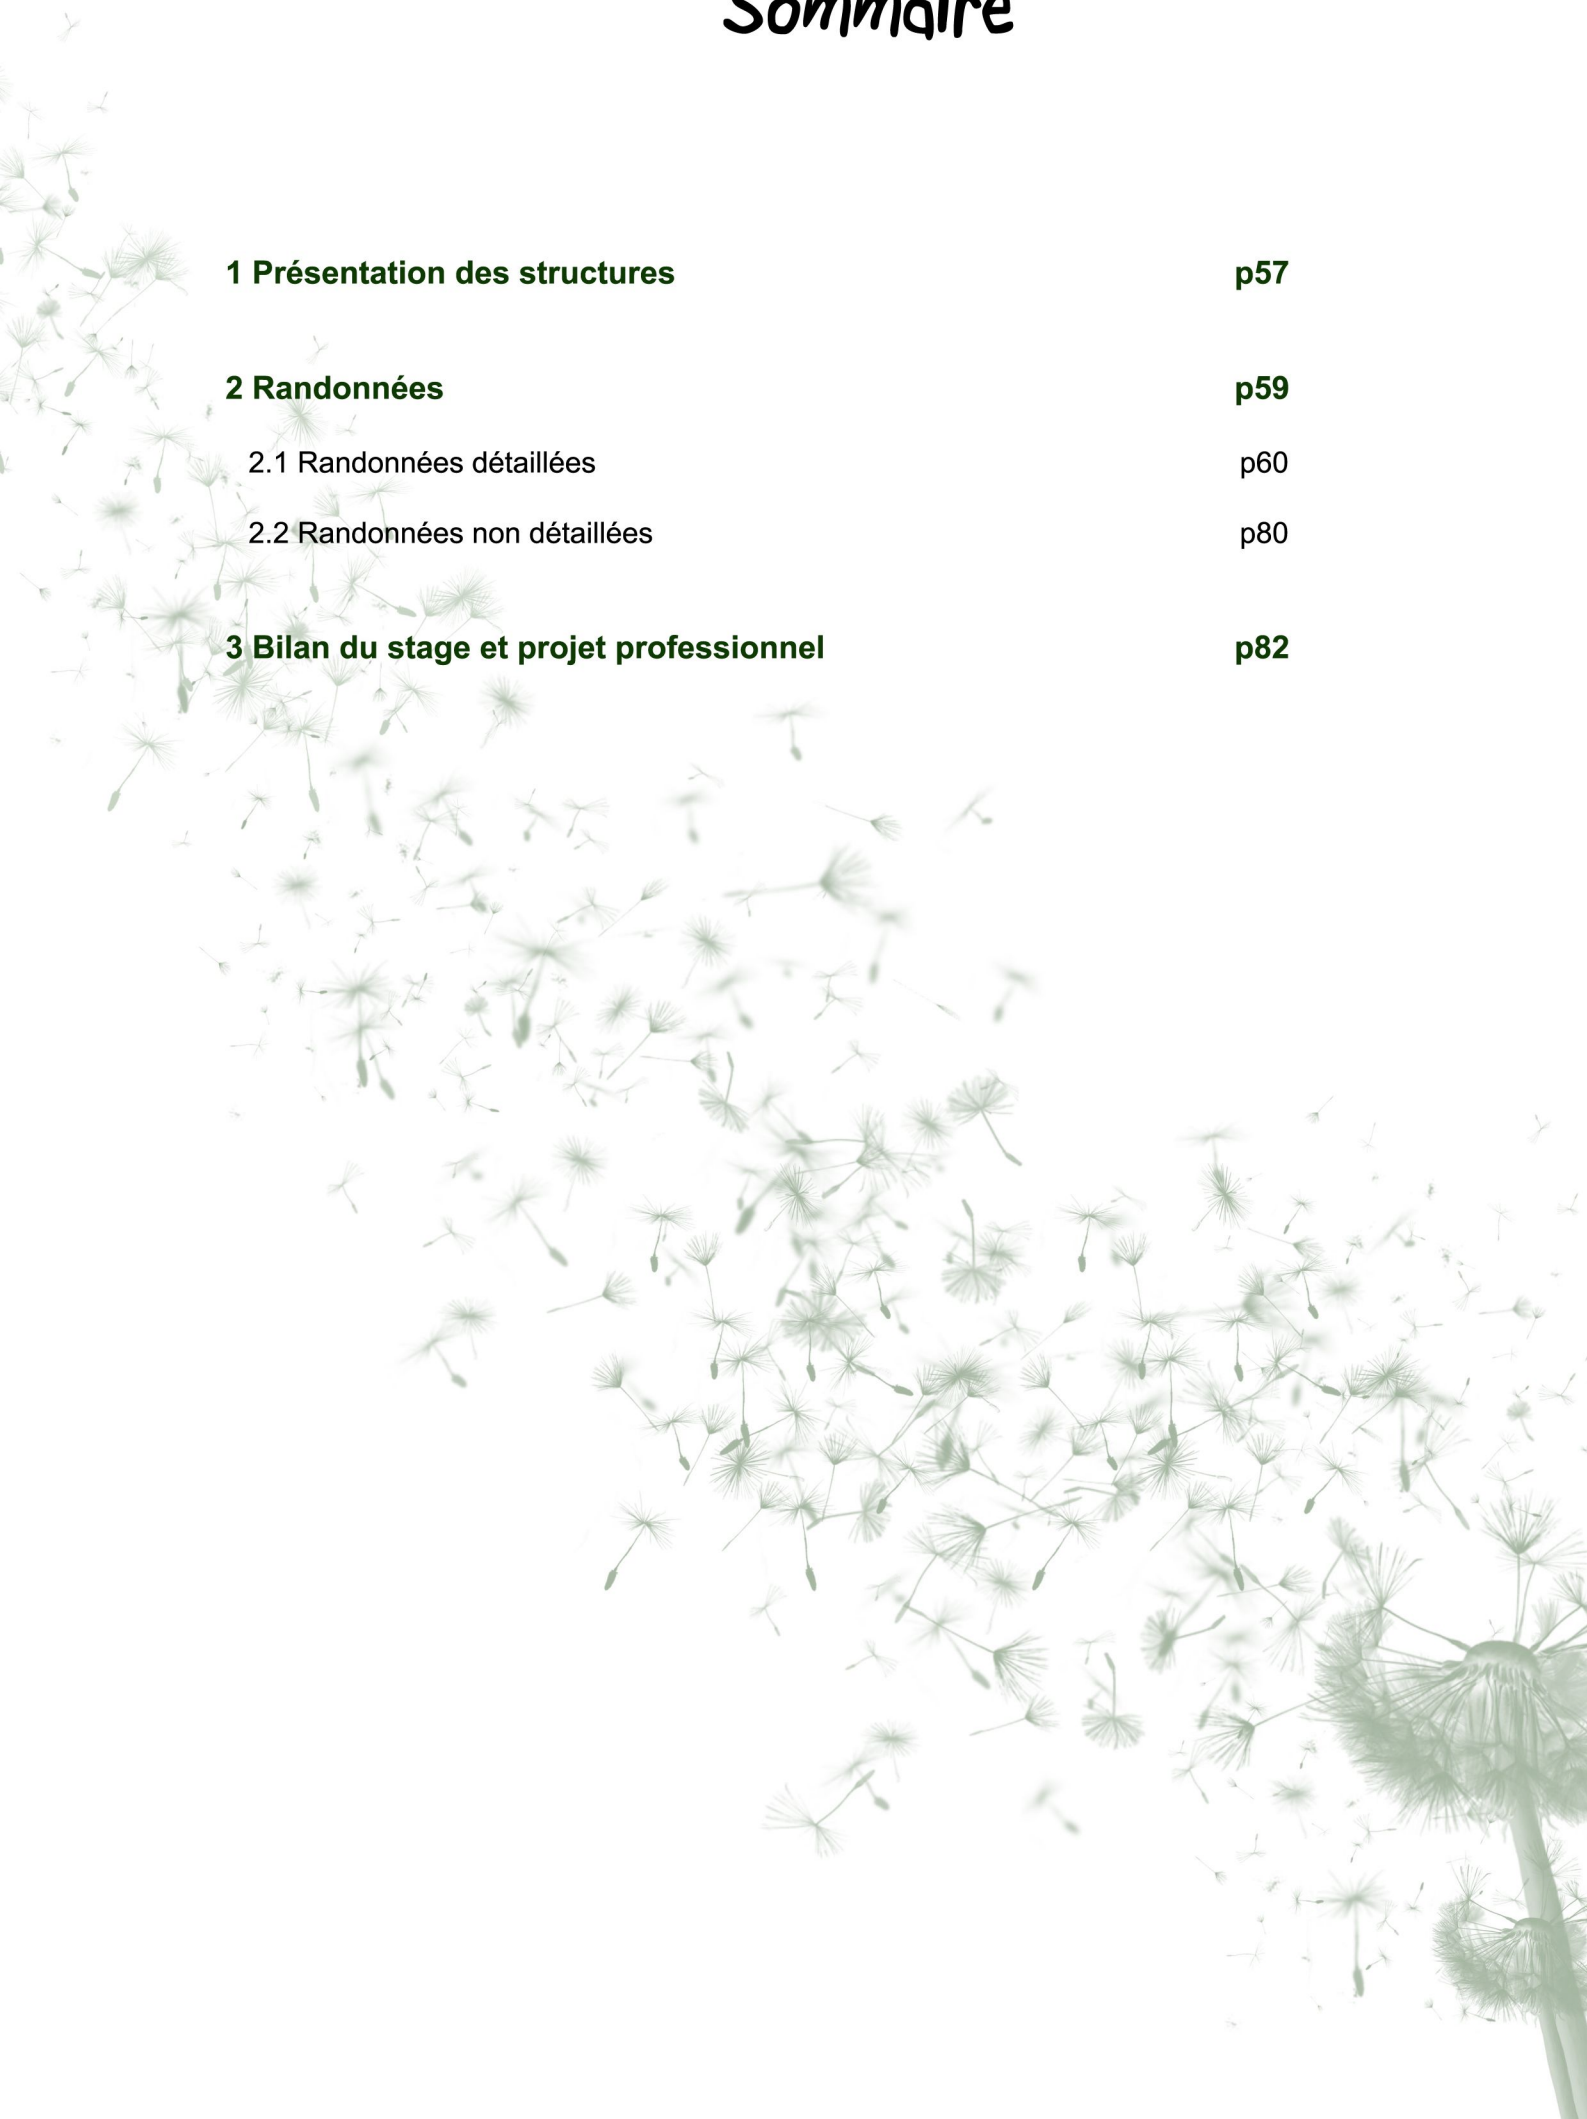 Sommaire
1 Présentation des structures p57
2 Randonnées p59
2.1 Randonnées détaillées p60
2.2 Randonnées non détaillées p80
3 Bilan du stage et projet professionnel p82